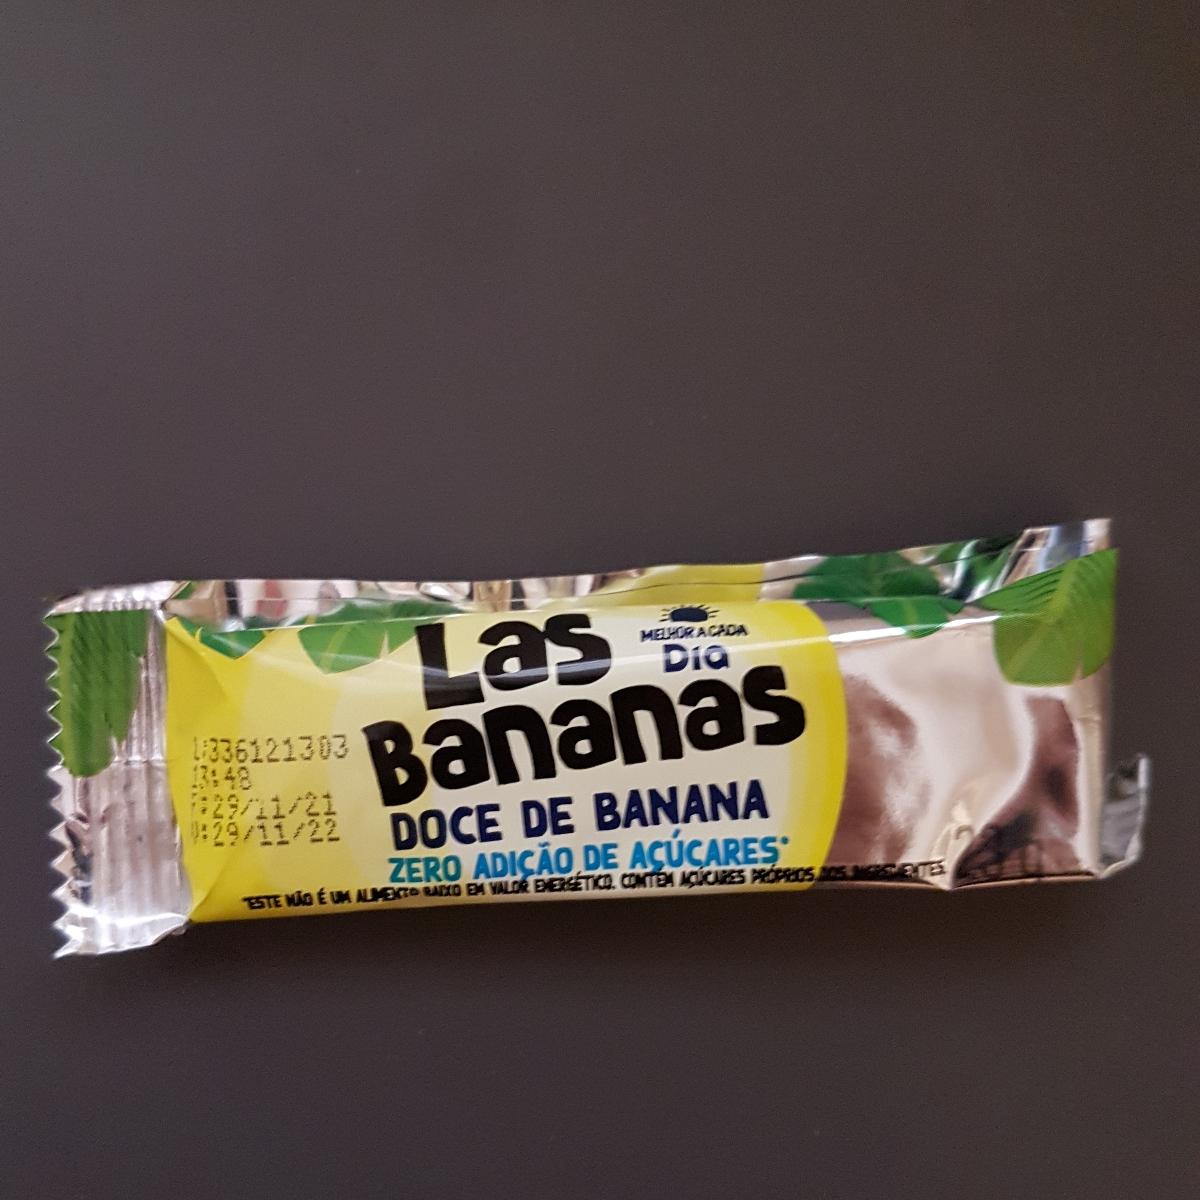 Las
Bananas
MELHOR A CADA
Dia
DOCE DE BANANA
ZERO ADIÇÃO DE AÇÚCARES*
*ESTE NÃO É UM ALIMENTO BAIXO EM VALOR ENERGÉTICO. CONTÉM AÇÚCARES PRÓPRIOS DOS INGREDIENTES.
336121303
13:48
29/11/21
29/11/22